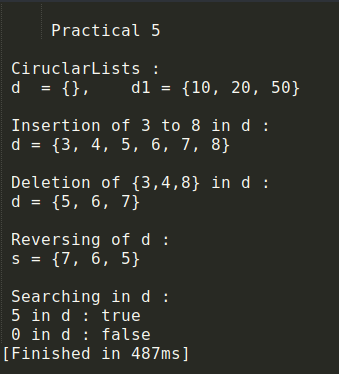 Practical 5
CiruclarLists :
d  = {},    d1 = {10, 20, 50}
Insertion of 3 to 8 in d :
d = {3, 4, 5, 6, 7, 8}
Deletion of {3,4,8} in d :
d = {5, 6, 7}
Reversing of d :
s = {7, 6, 5}
Searching in d :
5 in d : true
0 in d : false
[Finished in 487ms]